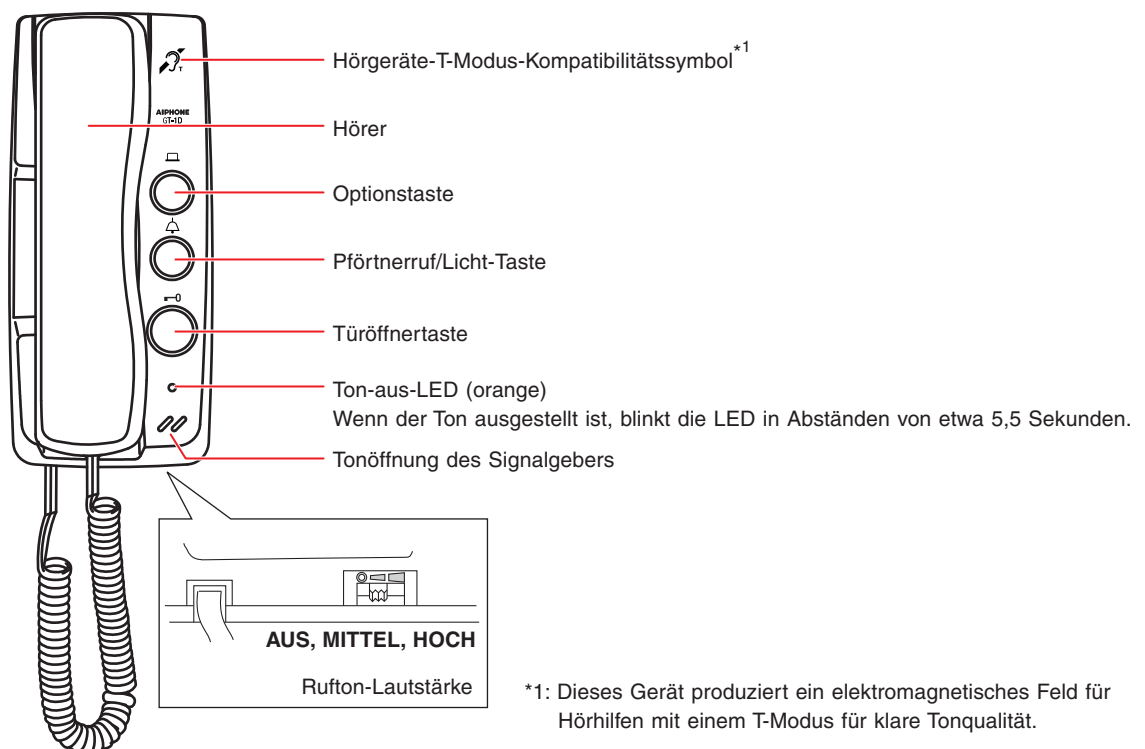 Hörgeräte-T-Modus-Kompatibilitätssymbol*1
T
AIPHONE
GT-1D
Hörer
Optionstaste
Pförtnerruf/Licht-Taste
Türöffnertaste
Ton-aus-LED (orange)
Wenn der Ton ausgestellt ist, blinkt die LED in Abständen von etwa 5,5 Sekunden.
Tonöffnung des Signalgebers
AUS, MITTEL, HOCH
Rufton-Lautstärke
*1: Dieses Gerät produziert ein elektromagnetisches Feld für
Hörhilfen mit einem T-Modus für klare Tonqualität.